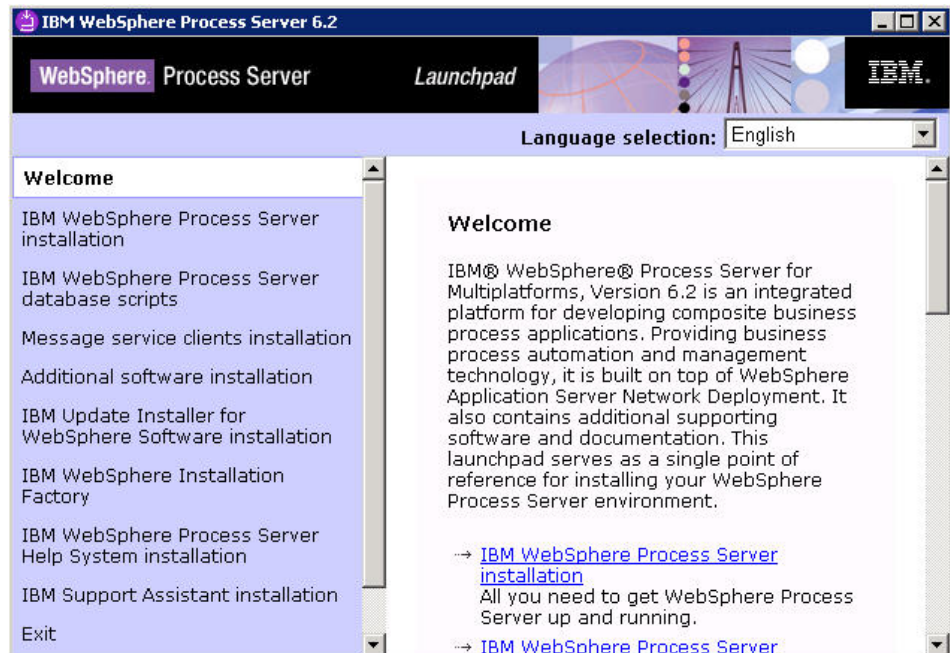 IBM WebSphere Process Server 6.2
WebSphere. Process Server
Launchpad
IBM.
Language selection: English
Welcome
IBM WebSphere Process Server
installation
IBM WebSphere Process Server
database scripts
Message service clients installation
Additional software installation
IBM Update Installer for
WebSphere Software installation
IBM WebSphere Installation
Factory
IBM WebSphere Process Server
Help System installation
IBM Support Assistant installation
Exit
Welcome
IBM® WebSphere® Process Server for
Multiplatforms, Version 6.2 is an integrated
platform for developing composite business
process applications. Providing business
process automation and management
technology, it is built on top of WebSphere
Application Server Network Deployment. It
also contains additional supporting
software and documentation. This
launchpad serves as a single point of
reference for installing your WebSphere
Process Server environment.
IBM WebSphere Process Server
installation
All you need to get WebSphere Process
Server up and running.
IBM WebSphere Process Server